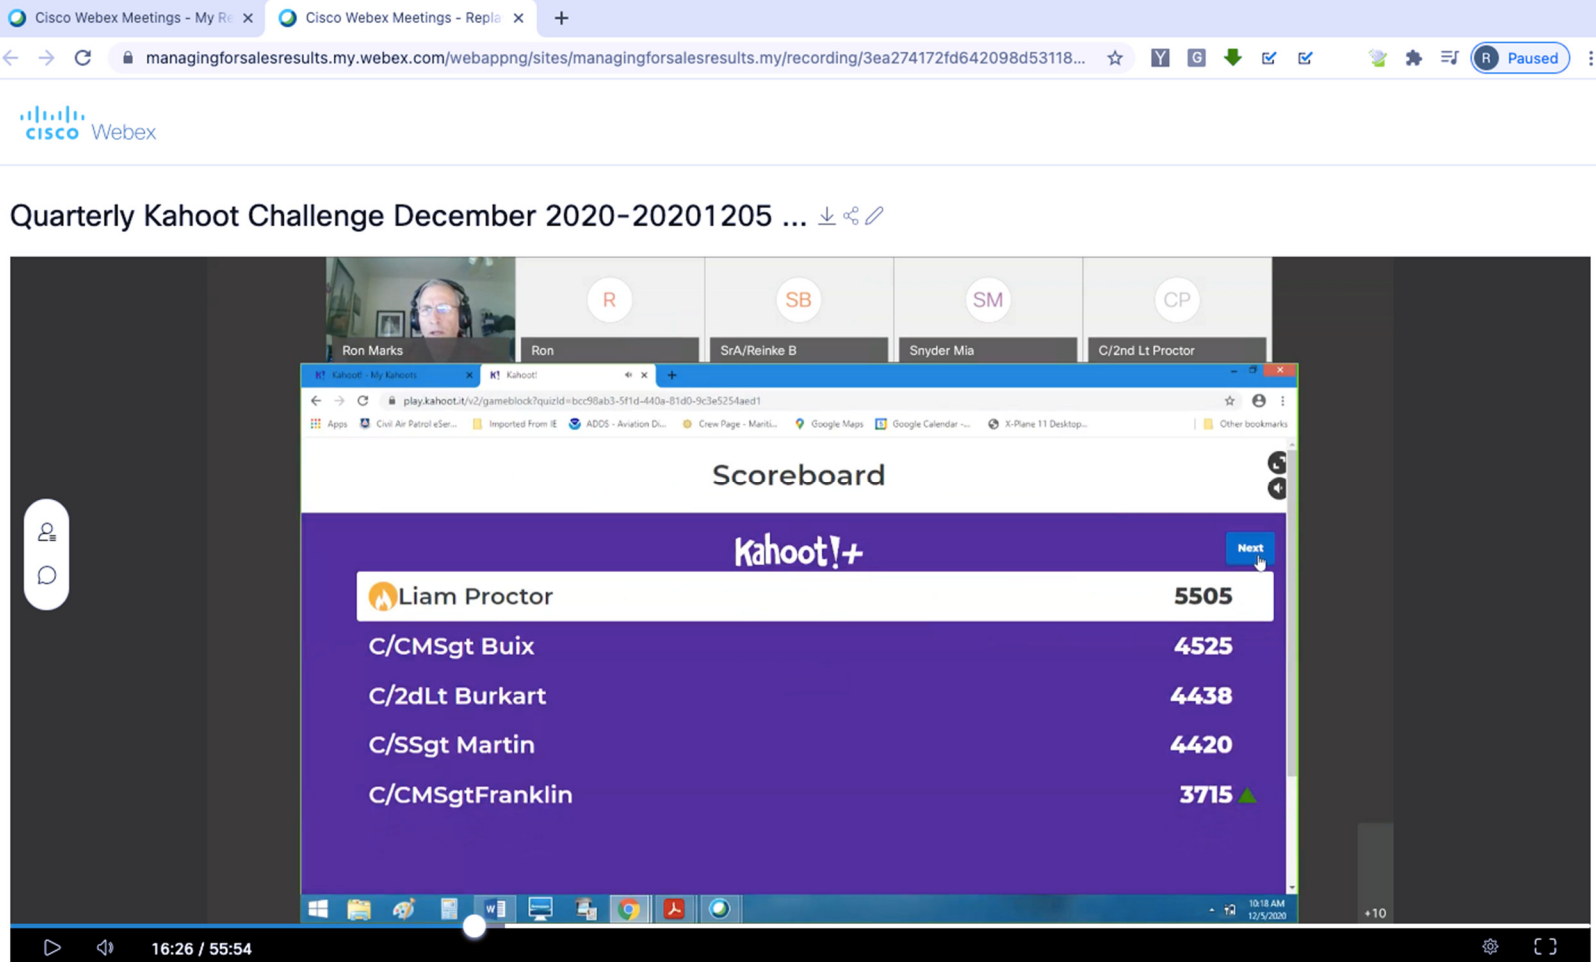 Cisco Webex Meetings - My Re
Cisco Webex Meetings - Repla
managingforsalesresults.my.webex.com/webappng/sites/managingforsalesresults.my/recording/3ea274172fd642098d53118...
Y
G
R Paused
CISCO Webex
Quarterly Kahoot Challenge December 2020-20201205 ...
R
SB
SM
CP
Ron Marks
Ron
SrA/Reinke B
Snyder Mia
C/2nd Lt Proctor
K! Kahoot! - My Kahoots
K! Kahoot!
play.kahoot.it/v2/gameblock?quizId=bcc98ab3-5f1d-440a-81d0-9c3e5254aed1
Apps
Civil Air Patrol eSer...
Imported From IE
ADDS - Aviation Di...
Crew Page - Mariti...
Google Maps
Google Calendar -...
X-Plane 11 Desktop...
Other bookmarks
Scoreboard
Kahoot!+
Next
Liam Proctor 5505
C/CMSgt Buix 4525
C/2dLt Burkart 4438
C/SSgt Martin 4420
C/CMSgtFranklin 3715
10:18 AM
12/5/2020
+10
16:26 / 55:54